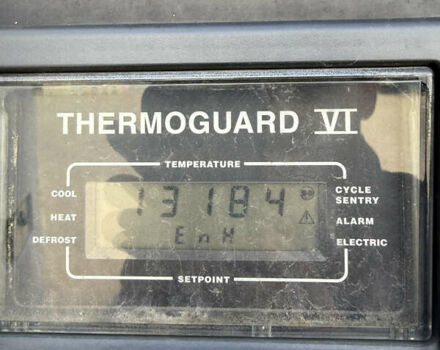 THERMOGUARD VI
TEMPERATURE
COOL
HEAT
DEFROST
13184
EnH
CYCLE
SENTRY
ALARM
ELECTRIC
SETPOINT